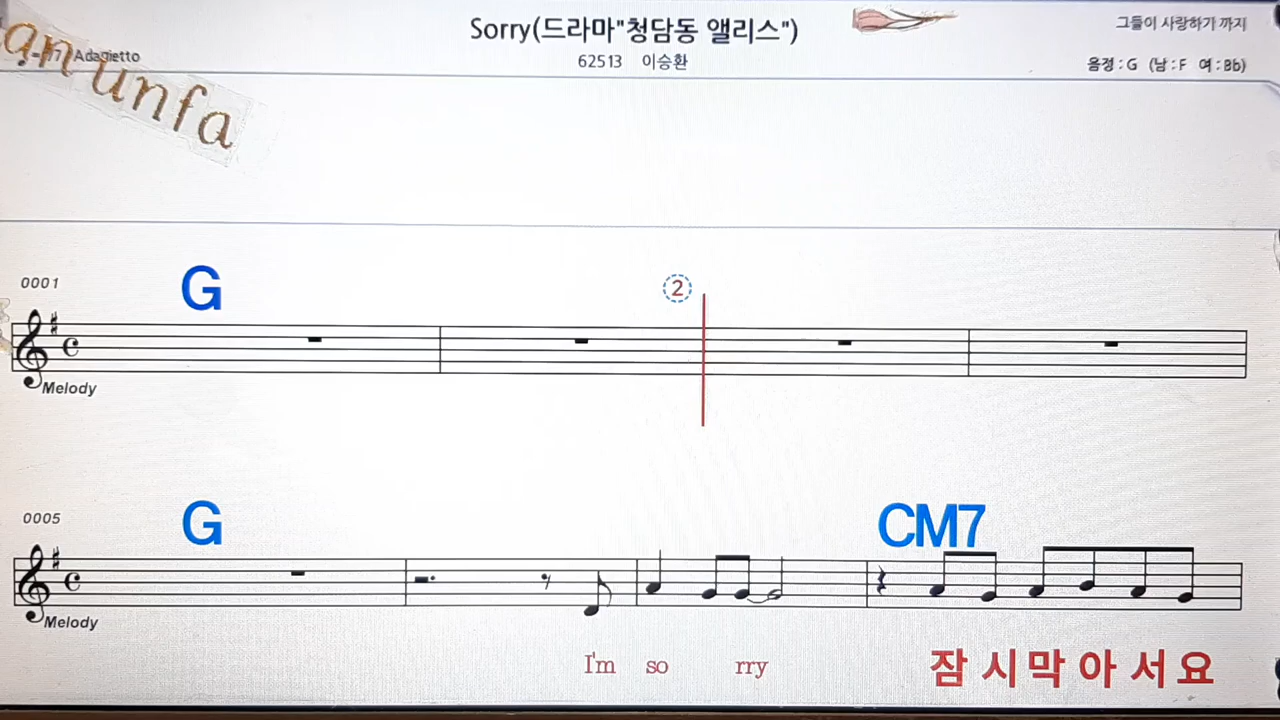 Sorry(드라마"청담동 앨리스")
그들이 사랑하기 까지
an unfa
Adagietto
62513 이승환
음정 : G (남 : F 여 : Bb)
0001
G
②
Melody
0005
G
CM7
Melody
I'm so rry 잠 시 막 아 서 요